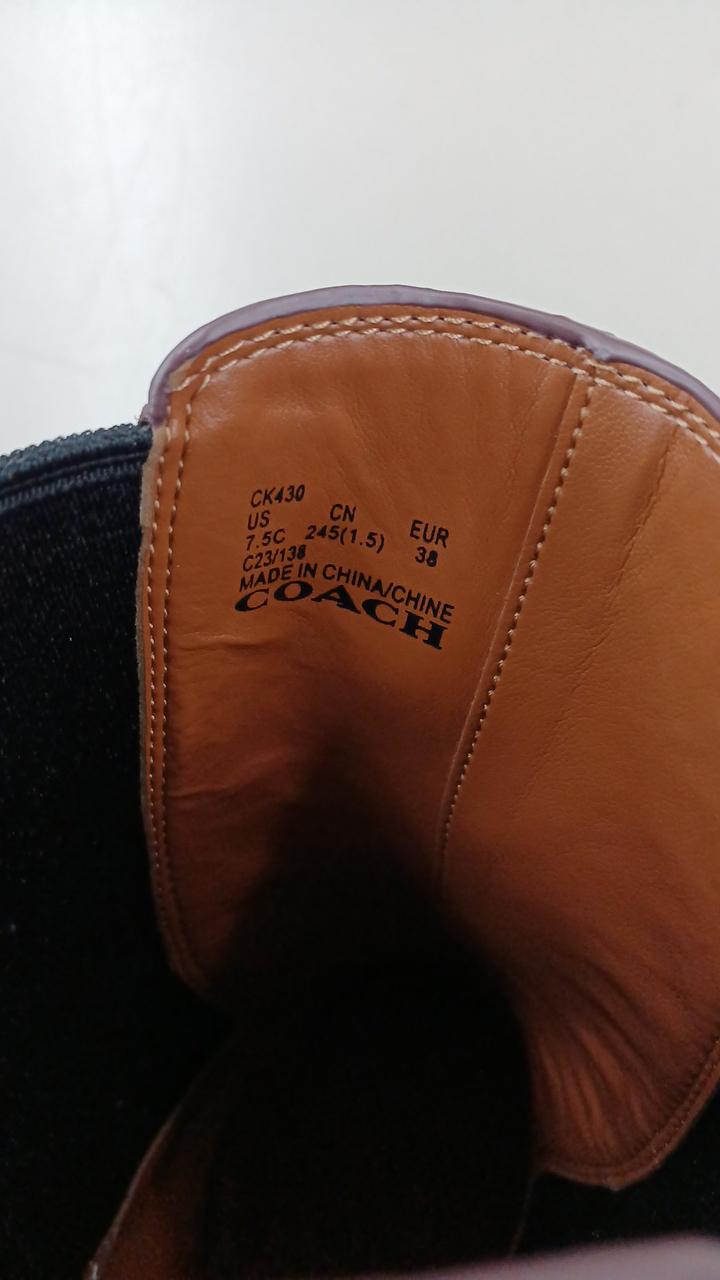 CK430
US CN EUR
7.5C 245(1.5) 38
C23/138
MADE IN CHINA/CHINE
COACH